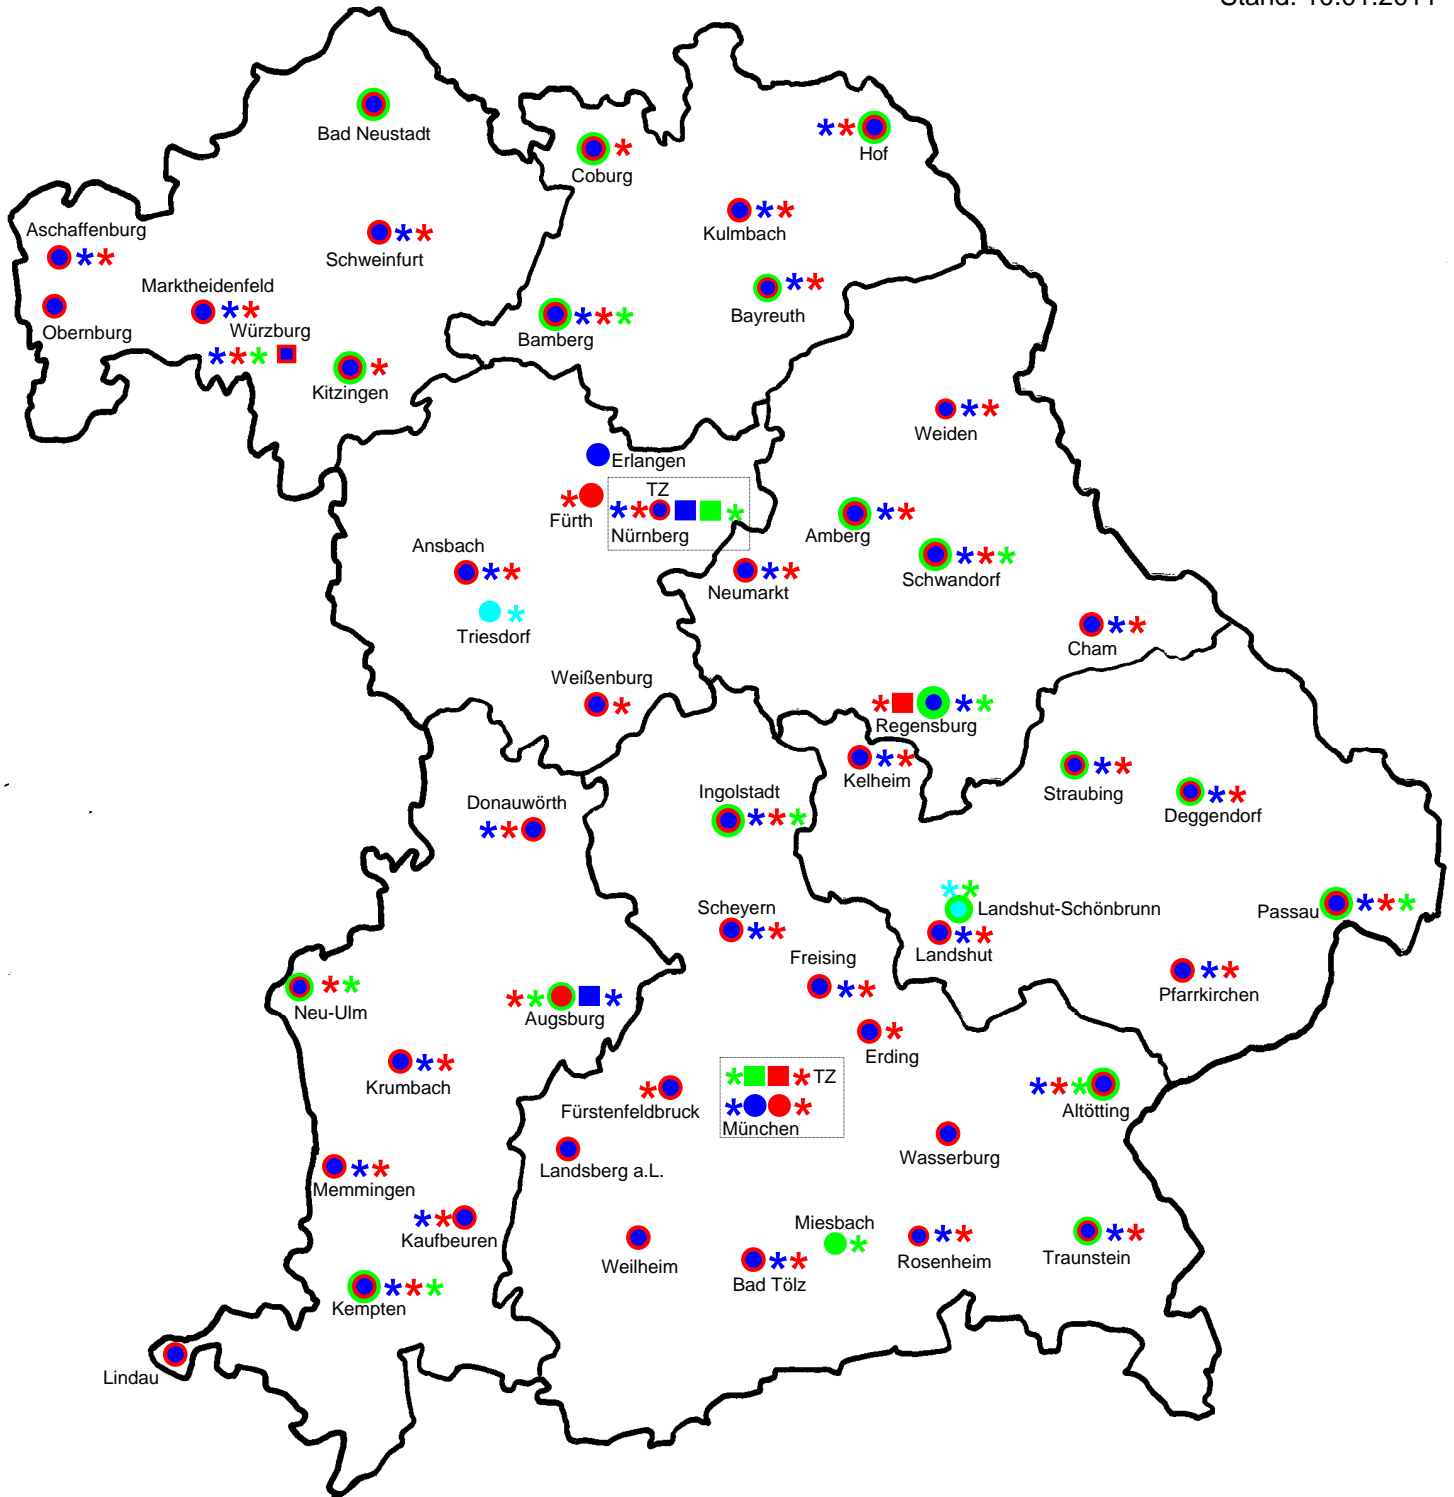 Bad Neustadt
Hof
Coburg
Aschaffenburg
Kulmbach
Schweinfurt
Marktheidenfeld
Obernburg
Bayreuth
Würzburg
Bamberg
Kitzingen
Weiden
Erlangen
TZ
Fürth
Nürnberg
Amberg
Ansbach
Schwandorf
Neumarkt
Triesdorf
Cham
Weißenburg
Regensburg
Kelheim
Ingolstadt
Straubing
Donauwörth
Deggendorf
Landshut-Schönbrunn
Scheyern
Passau
Landshut
Freising
Pfarrkirchen
Neu-Ulm
Augsburg
Erding
Krumbach
TZ
Fürstenfeldbruck
Altötting
München
Wasserburg
Landsberg a.L.
Memmingen
Miesbach
Kaufbeuren
Weilheim
Rosenheim
Traunstein
Bad Tölz
Kempten
Lindau